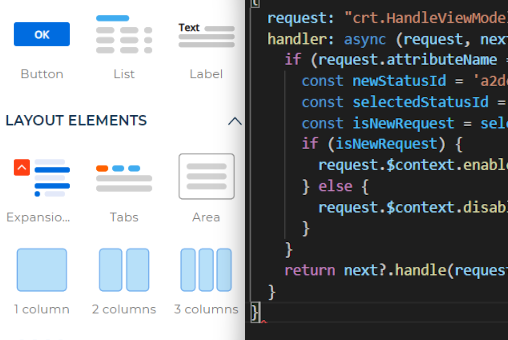 OK
Button
List
Text
Label
LAYOUT ELEMENTS
Expansio...
Tabs
Area
1 column
2 columns
3 columns
{
request: "crt.HandleViewModel
handler: async (request, next
if (request.attributeName =
const newStatusId = 'a2d
const selectedStatusId =
const isNewRequest = sele
if (isNewRequest) {
request.$context.enable
} else {
request.$context.disabl
}
}
return next?.handle(request
}
}